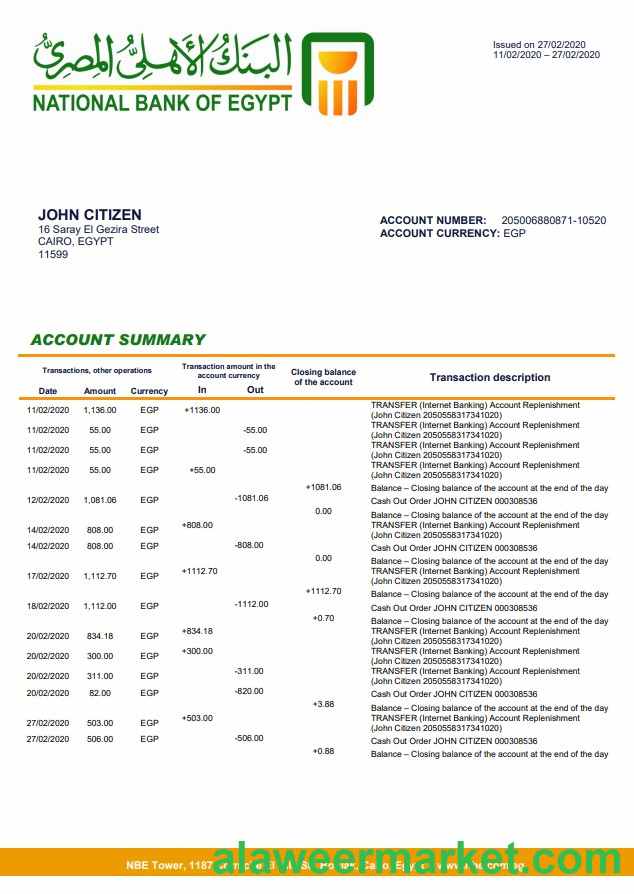 البنك الأهلي المصري
NATIONAL BANK OF EGYPT
Issued on 27/02/2020
11/02/2020 – 27/02/2020
JOHN CITIZEN
16 Saray El Gezira Street
CAIRO, EGYPT
11599
ACCOUNT NUMBER: 205006880871-10520
ACCOUNT CURRENCY: EGP
ACCOUNT SUMMARY
Transactions, other operations
Transaction amount in the
account currency
Closing balance
of the account
Transaction description
Date Amount Currency In Out
11/02/2020 1,136.00 EGP +1136.00 TRANSFER (Internet Banking) Account Replenishment
(John Citizen 2050558317341020)
11/02/2020 55.00 EGP -55.00 TRANSFER (Internet Banking) Account Replenishment
(John Citizen 2050558317341020)
11/02/2020 55.00 EGP -55.00 TRANSFER (Internet Banking) Account Replenishment
(John Citizen 2050558317341020)
11/02/2020 55.00 EGP +55.00 TRANSFER (Internet Banking) Account Replenishment
(John Citizen 2050558317341020)
+1081.06 Balance – Closing balance of the account at the end of the day
12/02/2020 1,081.06 EGP -1081.06 Cash Out Order JOHN CITIZEN 000308536
0.00 Balance – Closing balance of the account at the end of the day
14/02/2020 808.00 EGP +808.00 TRANSFER (Internet Banking) Account Replenishment
(John Citizen 2050558317341020)
14/02/2020 808.00 EGP -808.00 Cash Out Order JOHN CITIZEN 000308536
0.00 Balance – Closing balance of the account at the end of the day
17/02/2020 1,112.70 EGP +1112.70 TRANSFER (Internet Banking) Account Replenishment
(John Citizen 2050558317341020)
+1112.70 Balance – Closing balance of the account at the end of the day
18/02/2020 1,112.00 EGP -1112.00 Cash Out Order JOHN CITIZEN 000308536
+0.70 Balance – Closing balance of the account at the end of the day
20/02/2020 834.18 EGP +834.18 TRANSFER (Internet Banking) Account Replenishment
(John Citizen 2050558317341020)
20/02/2020 300.00 EGP +300.00 TRANSFER (Internet Banking) Account Replenishment
(John Citizen 2050558317341020)
20/02/2020 311.00 EGP -311.00 TRANSFER (Internet Banking) Account Replenishment
(John Citizen 2050558317341020)
20/02/2020 82.00 EGP -820.00 Cash Out Order JOHN CITIZEN 000308536
+3.88 Balance – Closing balance of the account at the end of the day
27/02/2020 503.00 EGP +503.00 TRANSFER (Internet Banking) Account Replenishment
(John Citizen 2050558317341020)
27/02/2020 506.00 EGP -506.00 Cash Out Order JOHN CITIZEN 000308536
+0.88 Balance – Closing balance of the account at the end of the day
NBE Tower, 1187
alaweermarket.com